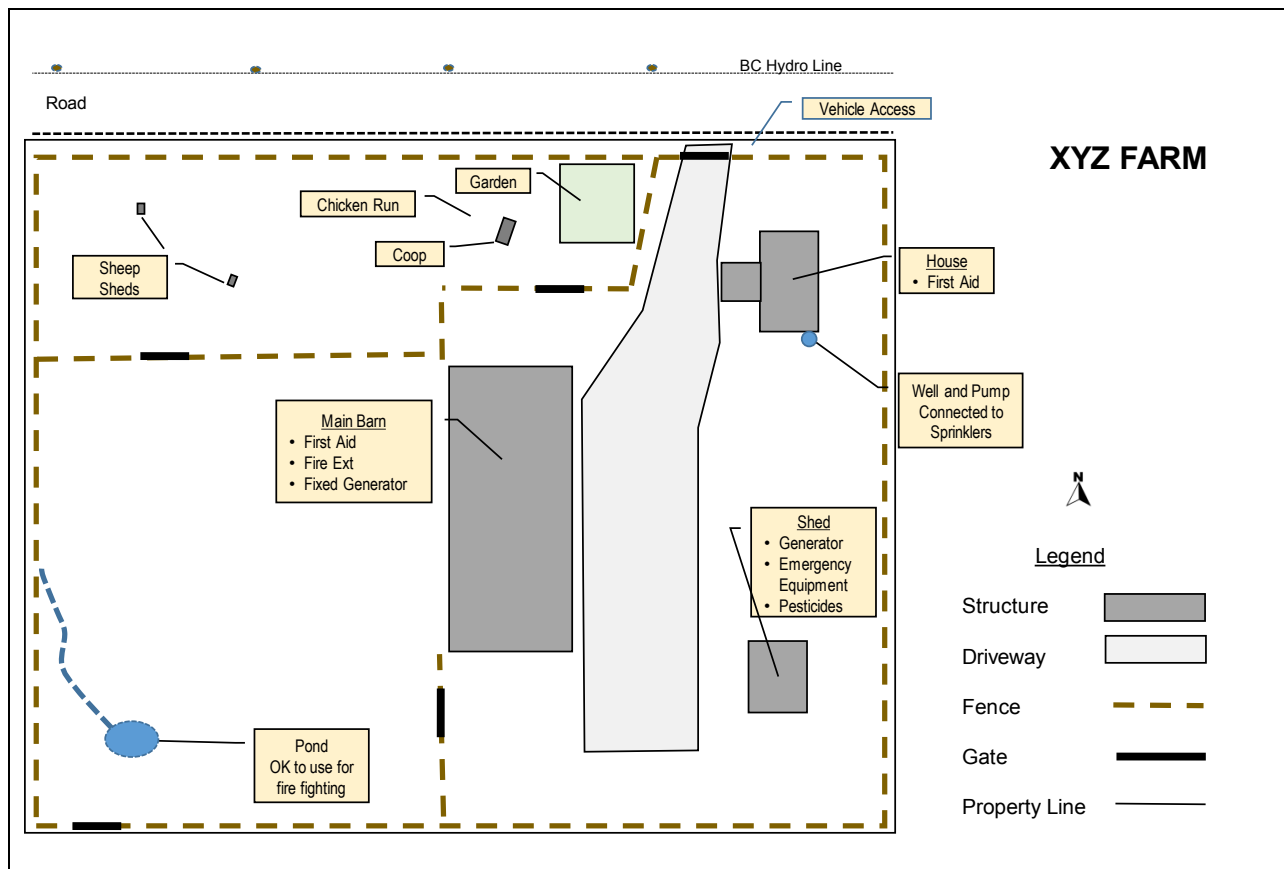 BC Hydro Line
Road
Vehicle Access
XYZ FARM
Garden
Chicken Run
Coop
Sheep
Sheds
House
• First Aid
Well and Pump
Connected to
Sprinklers
Main Barn
• First Aid
• Fire Ext
• Fixed Generator
N
Shed
• Generator
• Emergency
Equipment
• Pesticides
Legend
Structure
Driveway
Fence
Gate
Property Line
Pond
OK to use for
fire fighting